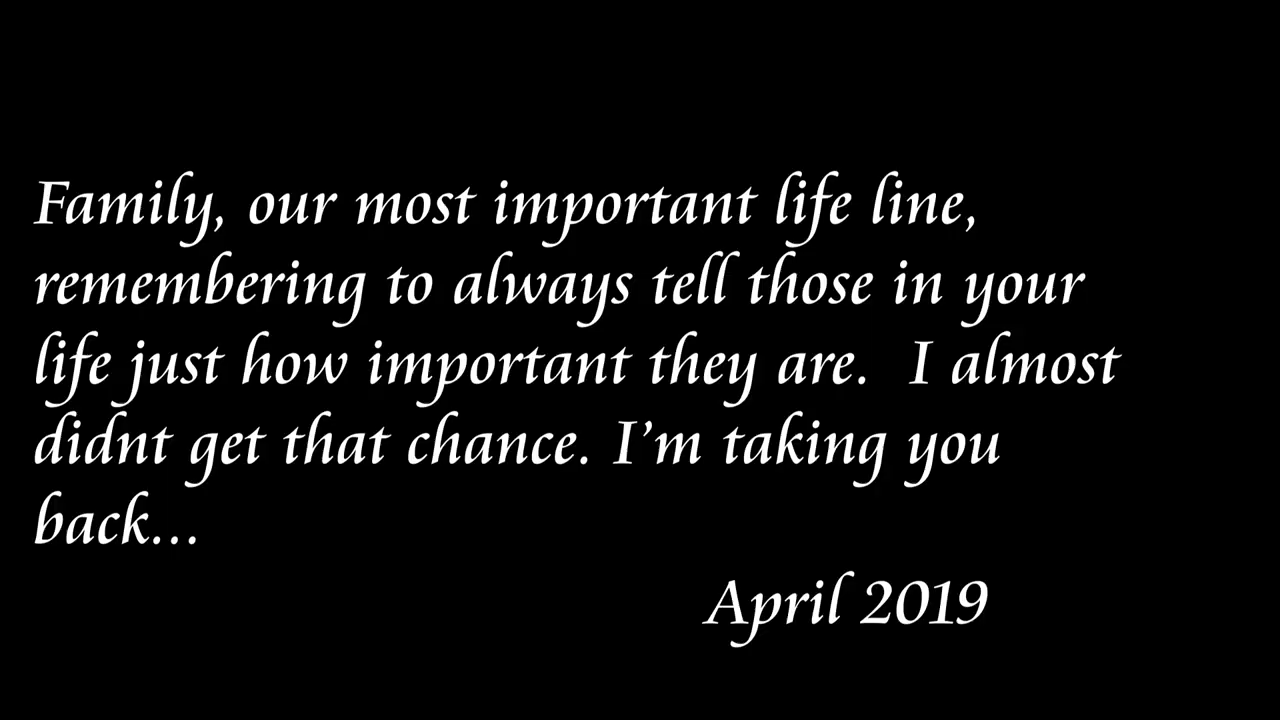 Family, our most important life line,
remembering to always tell those in your
life just how important they are.  I almost
didnt get that chance. I’m taking you
back...
April 2019